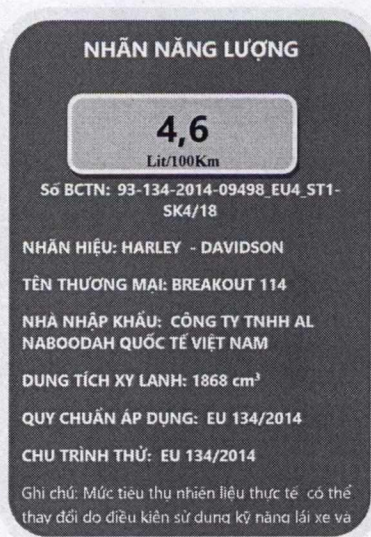 NHÃN NĂNG LƯỢNG
4,6
Lit/100Km
Số BCTN: 93-134-2014-09498_EU4_ST1-
SK4/18
NHÃN HIỆU: HARLEY - DAVIDSON
TÊN THƯƠNG MẠI: BREAKOUT 114
NHÀ NHẬP KHẨU: CÔNG TY TNHH AL
NABOODAH QUỐC TẾ VIỆT NAM
DUNG TÍCH XY LANH: 1868 cm³
QUY CHUẨN ÁP DỤNG: EU 134/2014
CHU TRÌNH THỬ: EU 134/2014
Ghi chú: Mức tiêu thụ nhiên liệu thực tế có thể
thay đổi do điều kiện sử dụng kỹ năng lái xe và